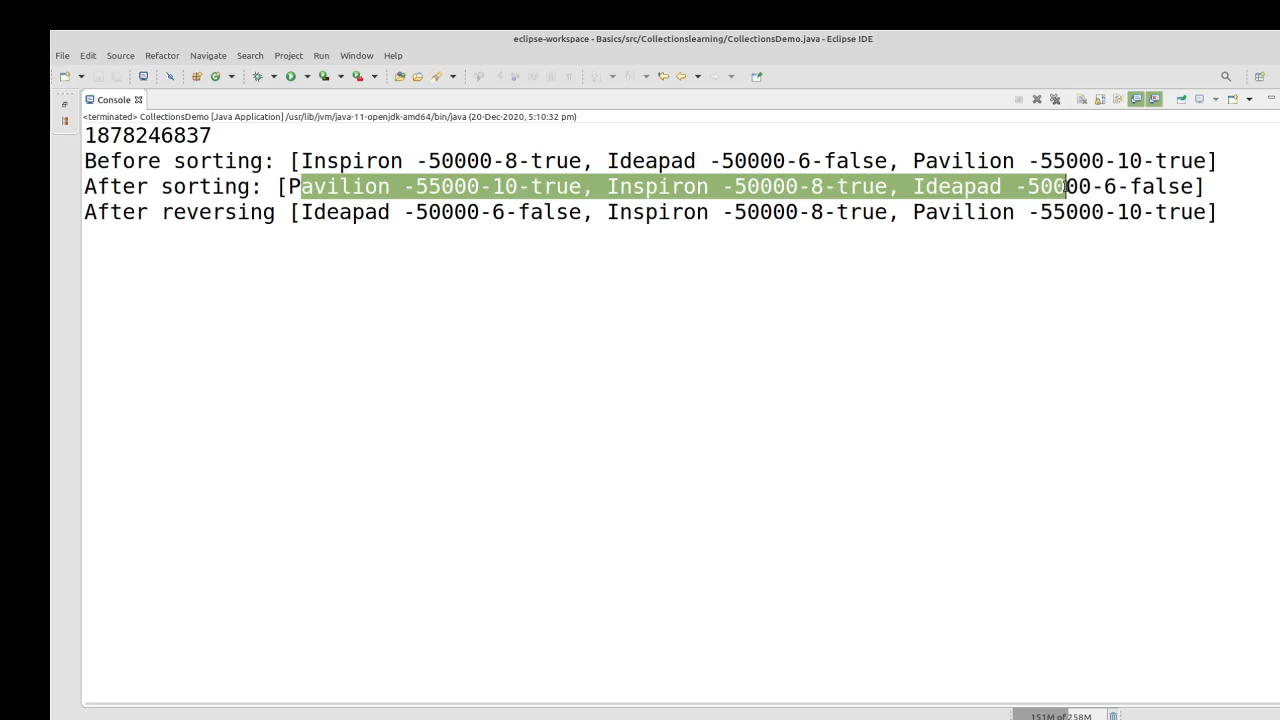 eclipse-workspace - Basics/src/Collectionslearning/CollectionsDemo.java - Eclipse IDE
File Edit Source Refactor Navigate Search Project Run Window Help
Console
<terminated> CollectionsDemo [Java Application] /usr/lib/jvm/java-11-openjdk-amd64/bin/java (20-Dec-2020, 5:10:32 pm)
1878246837
Before sorting: [Inspiron -50000-8-true, Ideapad -50000-6-false, Pavilion -55000-10-true]
After sorting: [Pavilion -55000-10-true, Inspiron -50000-8-true, Ideapad -50000-6-false]
After reversing [Ideapad -50000-6-false, Inspiron -50000-8-true, Pavilion -55000-10-true]
151M of 258M